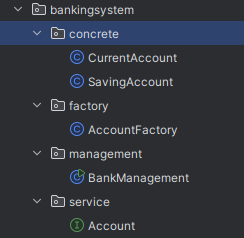 bankingsystem
concrete
CurrentAccount
SavingAccount
factory
AccountFactory
management
BankManagement
service
Account